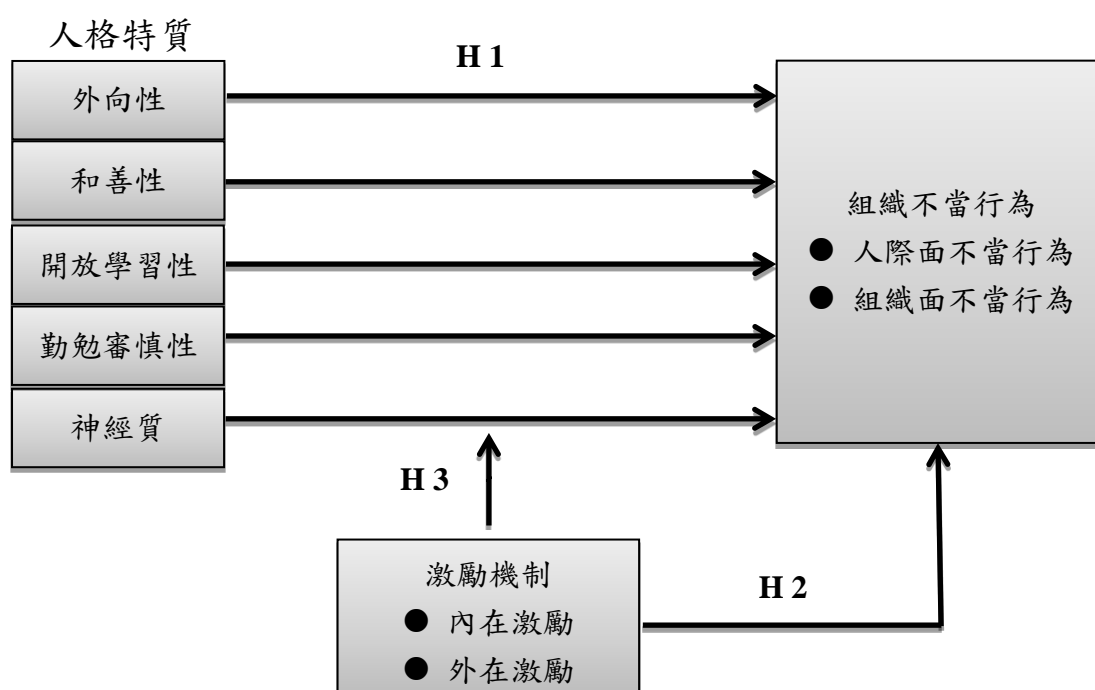 人格特質
外向性
和善性
開放學習性
勤勉審慎性
神經質
H 1
組織不當行為
● 人際面不當行為
● 組織面不當行為
H 3
激勵機制
● 內在激勵
● 外在激勵
H 2